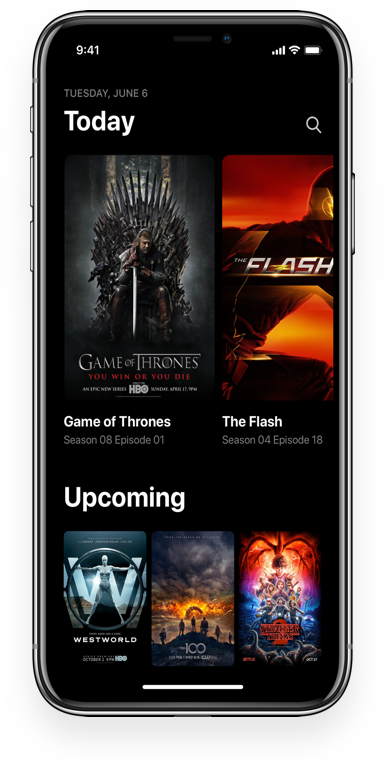 9:41
TUESDAY, JUNE 6
Today
THE FLASH
GAME OF THRONES
YOU WIN OR YOU DIE
AN EPIC NEW SERIES HBO SUNDAY, APRIL 17, 9PM
Game of Thrones
The Flash
Season 08 Episode 01
Season 04 Episode 18
Upcoming
WESTWORLD
OCTOBER 2 HBO
THE 100
STRANGER THINGS 2
NETFLIX
OCT 27